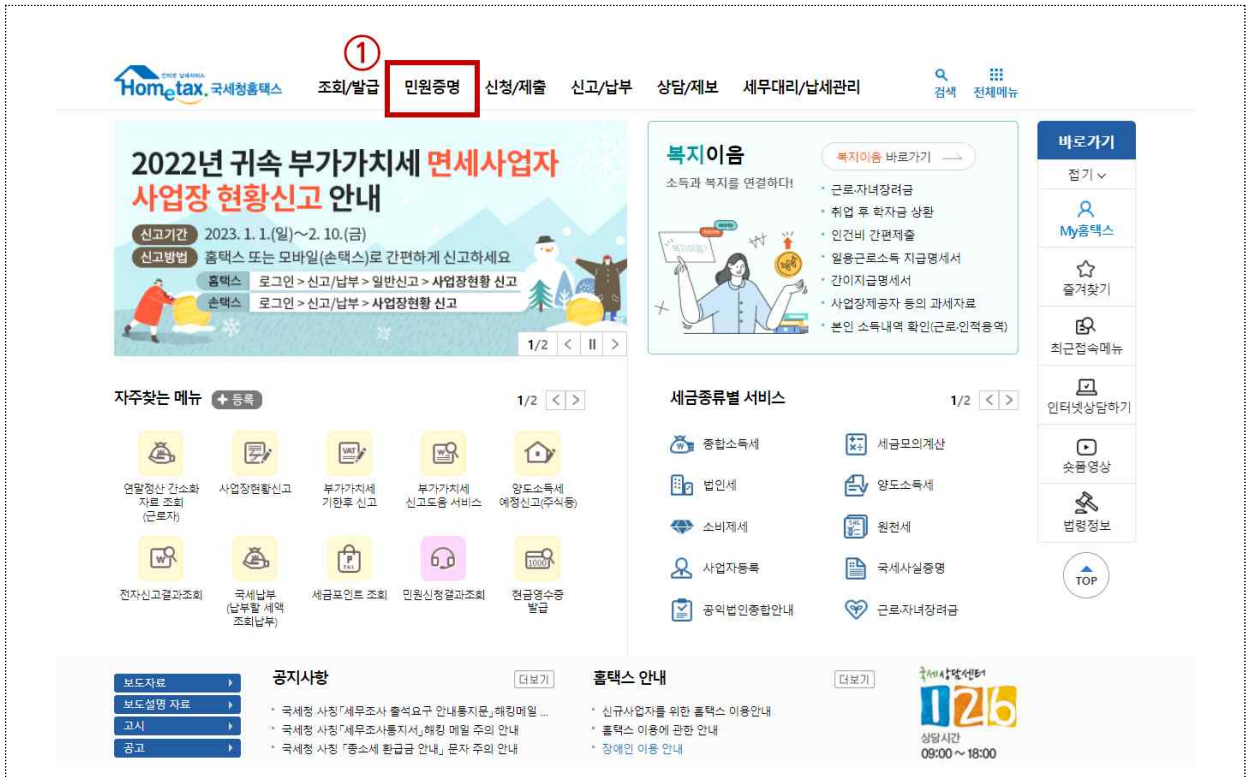 ①
인터넷 납세서비스
Hometax. 국세청홈택스
조회/발급 민원증명 신청/제출 신고/납부 상담/제보 세무대리/납세관리
검색 전체메뉴
2022년 귀속 부가가치세 면세사업자
사업장 현황신고 안내
신고기간 2023. 1. 1.(일)~2. 10.(금)
신고방법 홈택스 또는 모바일(손택스)로 간편하게 신고하세요
홈택스 로그인 > 신고/납부 > 일반신고 > 사업장현황 신고
손택스 로그인 > 신고/납부 > 사업장현황 신고
1/2
복지이음
복지이음 바로가기
소득과 복지를 연결하다!
근로·자녀장려금
취업 후 학자금 상환
인건비 간편제출
일용근로소득 지급명세서
간이지급명세서
사업장제공자 등의 과세자료
본인 소득내역 확인(근로·인적용역)
바로가기
접기
My홈택스
즐겨찾기
최근접속메뉴
인터넷상담하기
숏폼영상
법령정보
TOP
자주찾는 메뉴 + 등록 1/2
연말정산 간소화
자료 조회
(근로자)
사업장현황신고
부가가치세
기한후 신고
부가가치세
신고도움 서비스
양도소득세
예정신고(주식등)
전자신고결과조회
국세납부
(납부할 세액
조회납부)
세금포인트 조회
민원신청결과조회
현금영수증
발급
세금종류별 서비스 1/2
종합소득세 세금모의계산
법인세 양도소득세
소비제세 원천세
사업자등록 국세사실증명
공익법인종합안내 근로·자녀장려금
보도자료
보도설명 자료
고시
공고
공지사항 더보기
국세청 사칭「세무조사 출석요구 안내통지문」해킹메일 ...
국세청 사칭「세무조사통지서」해킹 메일 주의 안내
국세청 사칭 「종소세 환급금 안내」 문자 주의 안내
홈택스 안내 더보기
신규사업자를 위한 홈택스 이용안내
홈택스 이용에 관한 안내
장애인 이용 안내
국세상담센터
126
상담시간
09:00 ~ 18:00